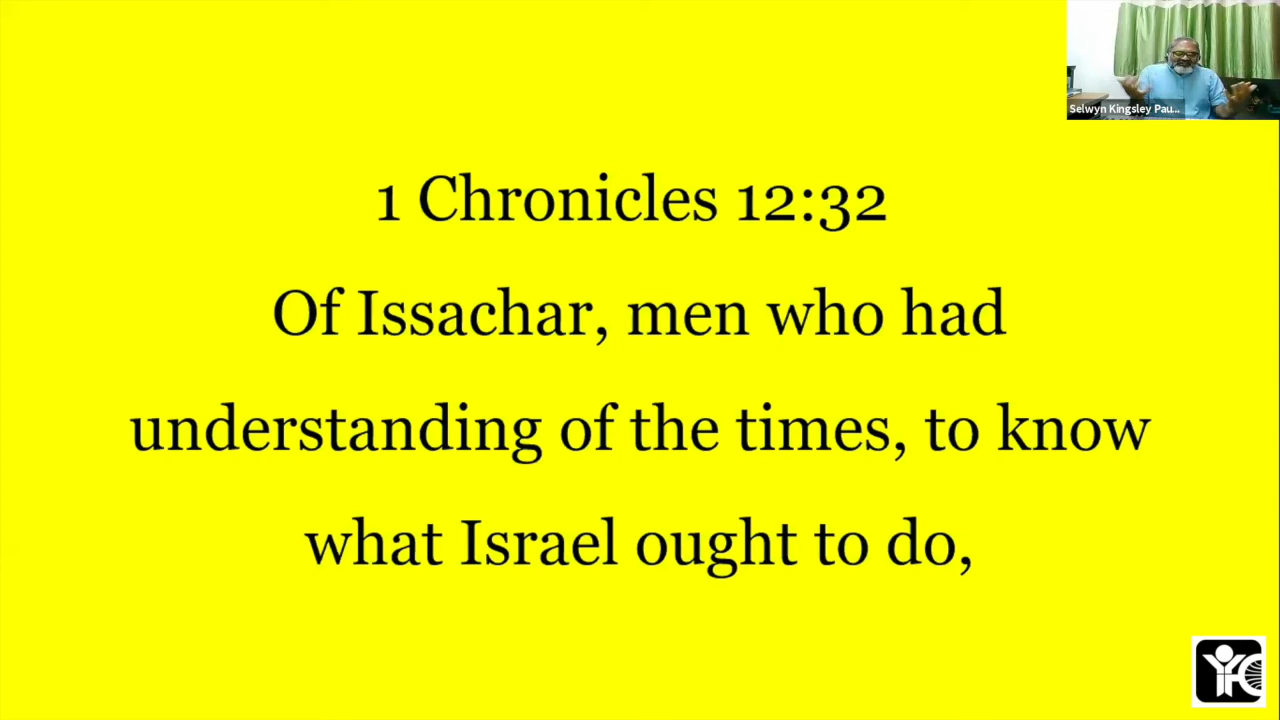 Selwyn Kingsley Pau...
1 Chronicles 12:32
Of Issachar, men who had
understanding of the times, to know
what Israel ought to do,
YFC